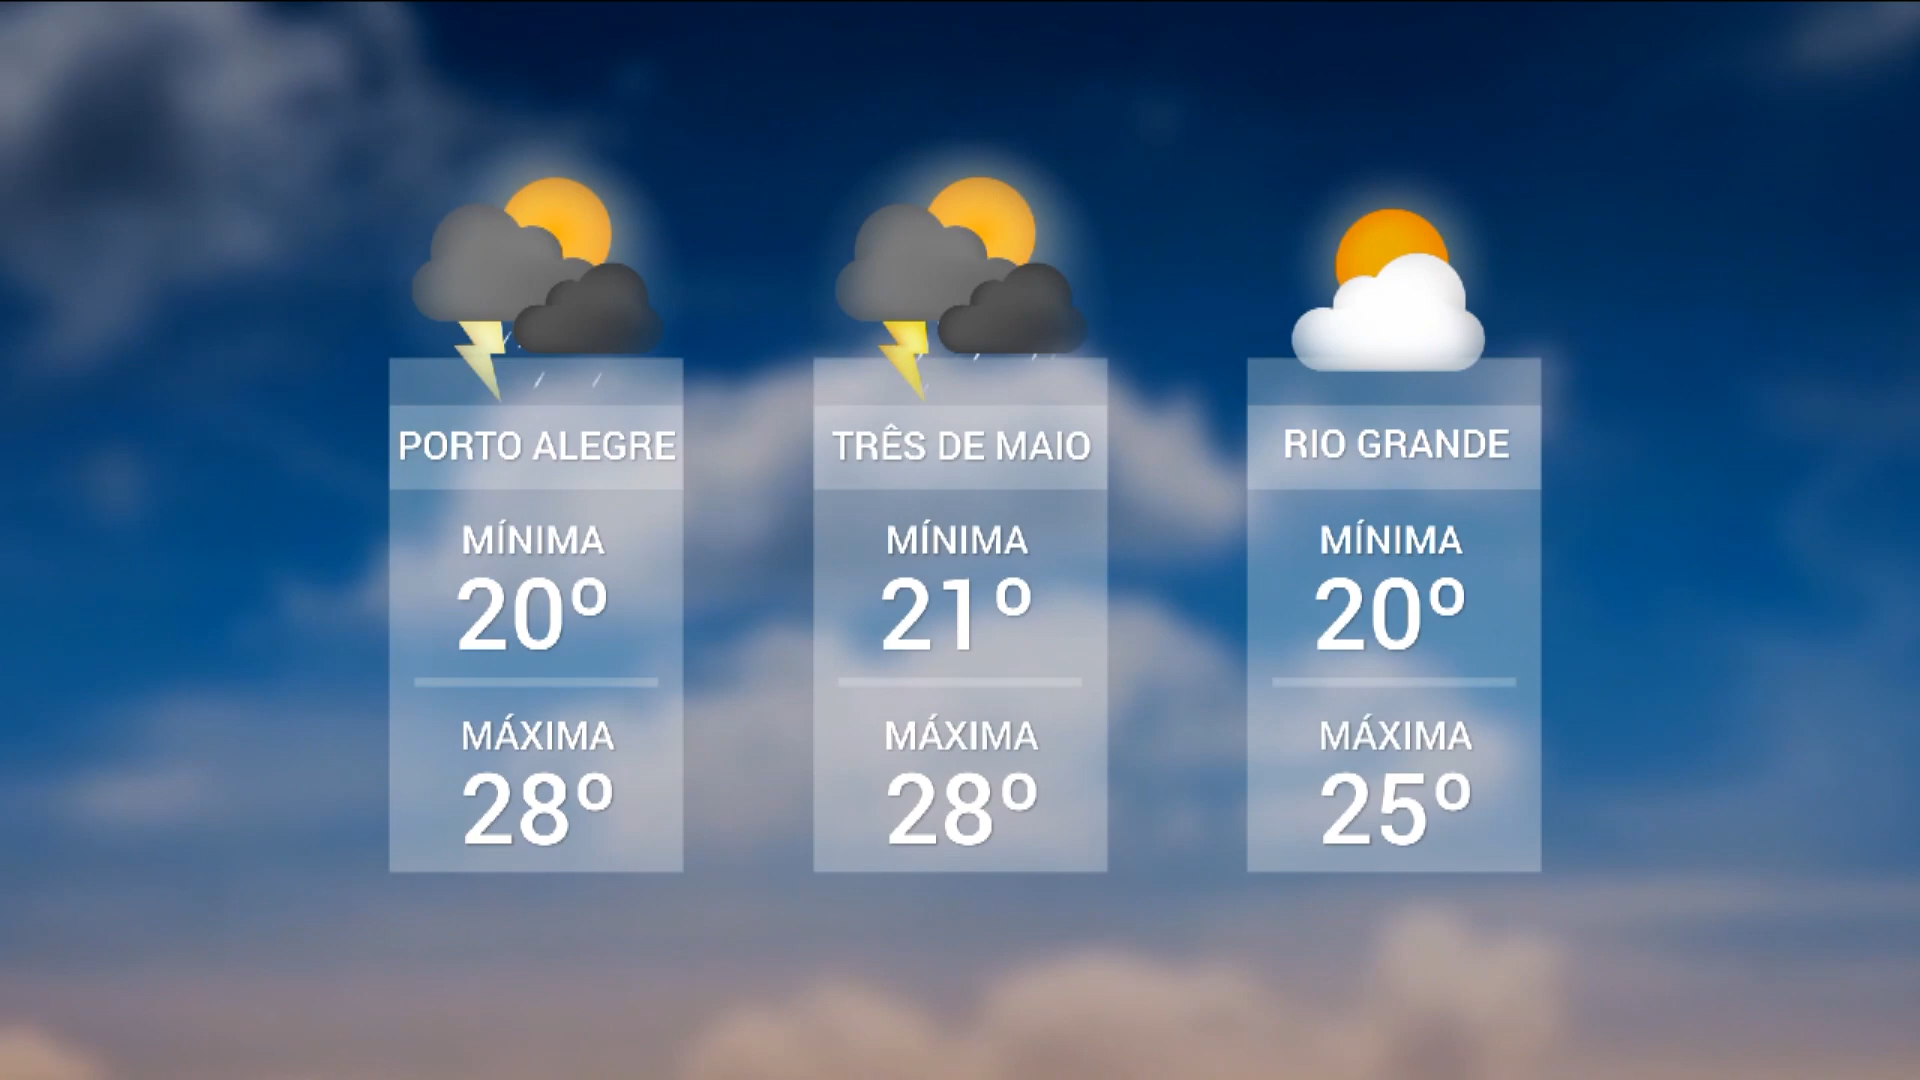 PORTO ALEGRE
MÍNIMA
20º
MÁXIMA
28º
TRÊS DE MAIO
MÍNIMA
21º
MÁXIMA
28º
RIO GRANDE
MÍNIMA
20º
MÁXIMA
25º